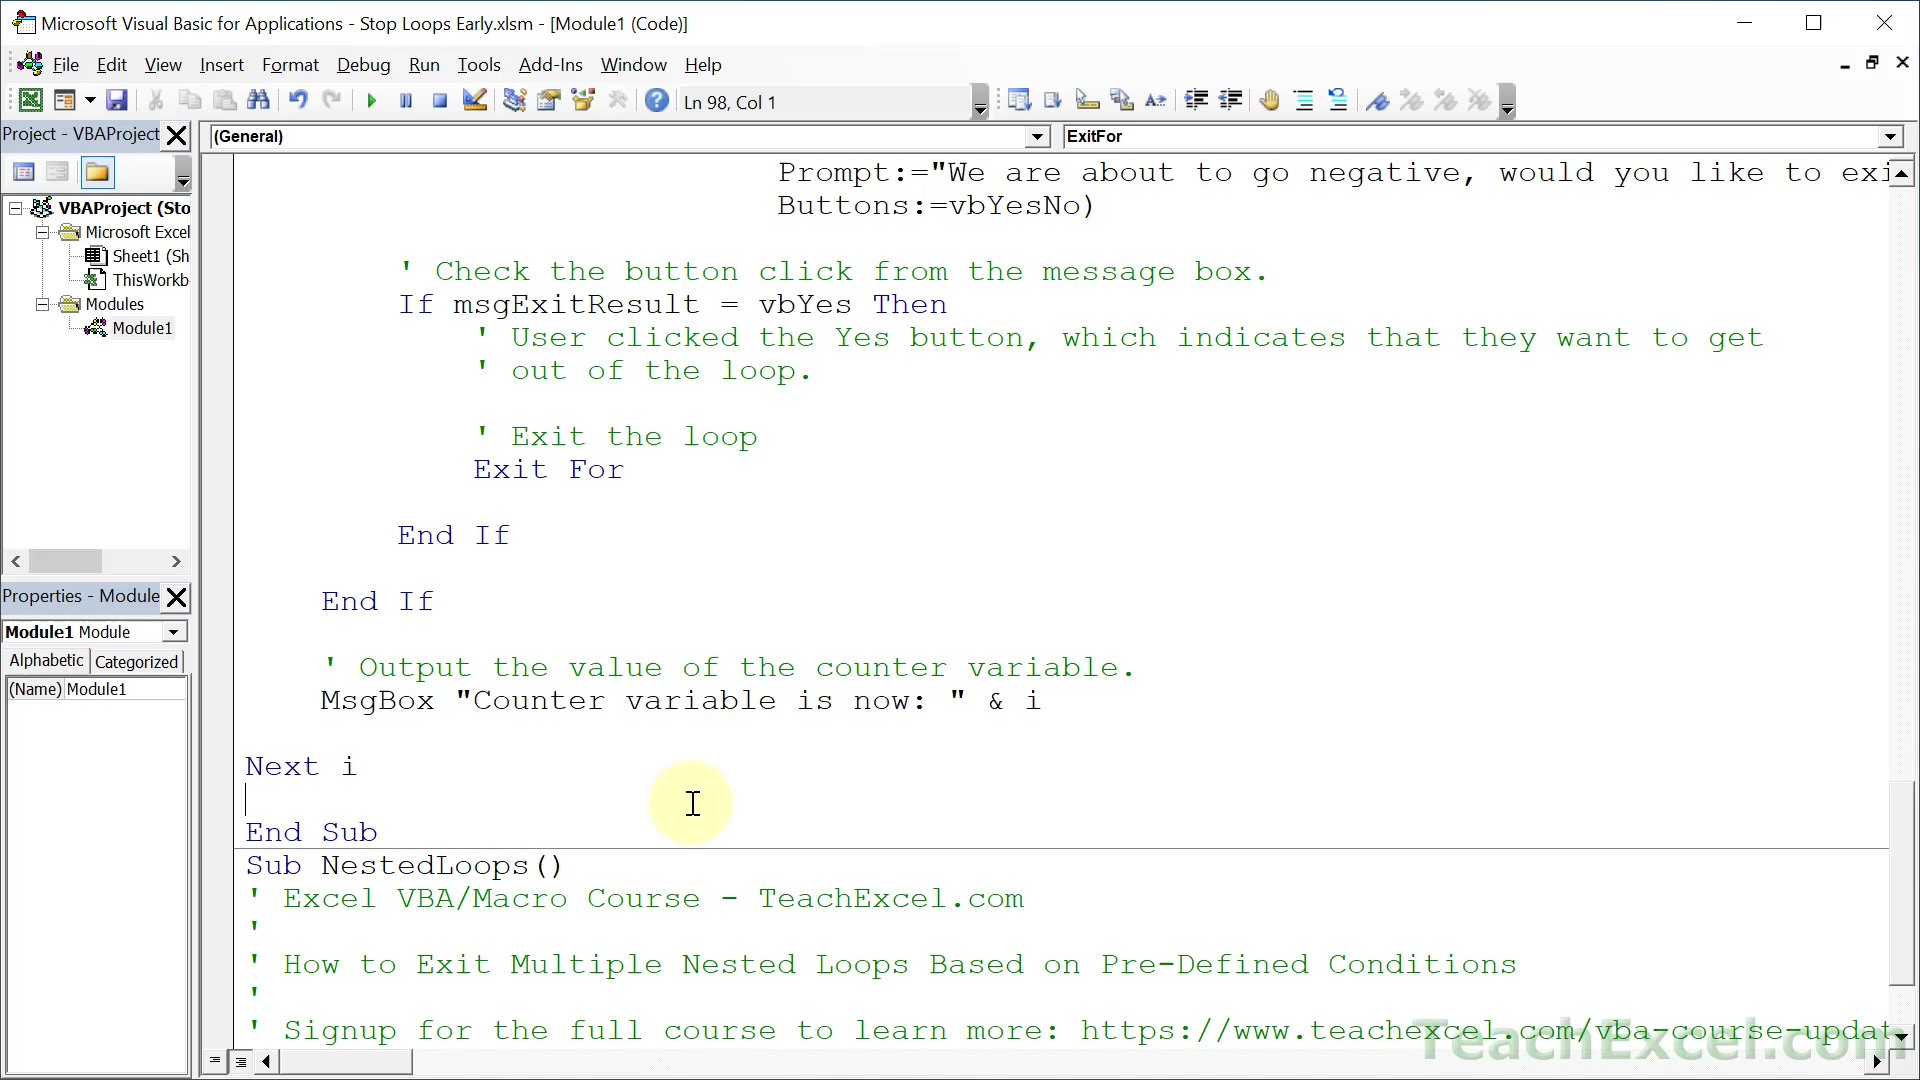 Microsoft Visual Basic for Applications - Stop Loops Early.xlsm - [Module1 (Code)]
File Edit View Insert Format Debug Run Tools Add-Ins Window Help
Ln 98, Col 1
Project - VBAProject
(General)
ExitFor
VBAProject (Sto
Microsoft Excel
Sheet1 (Sh
ThisWorkb
Modules
Module1
Properties - Module
Module1 Module
Alphabetic Categorized
(Name) Module1
Prompt:="We are about to go negative, would you like to exi
Buttons:=vbYesNo)
' Check the button click from the message box.
If msgExitResult = vbYes Then
' User clicked the Yes button, which indicates that they want to get
' out of the loop.
' Exit the loop
Exit For
End If
End If
' Output the value of the counter variable.
MsgBox "Counter variable is now: " & i
Next i
End Sub
Sub NestedLoops()
' Excel VBA/Macro Course - TeachExcel.com
'
' How to Exit Multiple Nested Loops Based on Pre-Defined Conditions
'
' Signup for the full course to learn more: https://www.teachexcel.com/vba-course-updat
TeachExcel.com